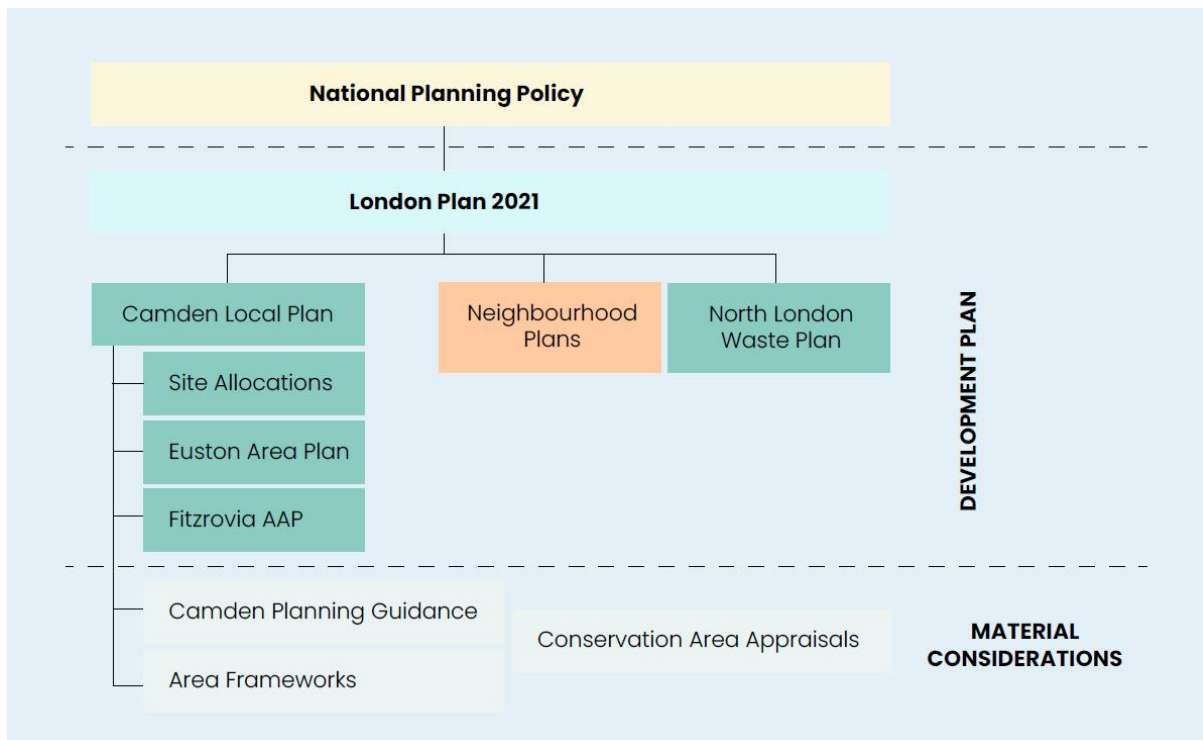 National Planning Policy
London Plan 2021
Camden Local Plan
Neighbourhood
Plans
North London
Waste Plan
Site Allocations
Euston Area Plan
Fitzrovia AAP
DEVELOPMENT PLAN
Camden Planning Guidance
Conservation Area Appraisals
Area Frameworks
MATERIAL
CONSIDERATIONS